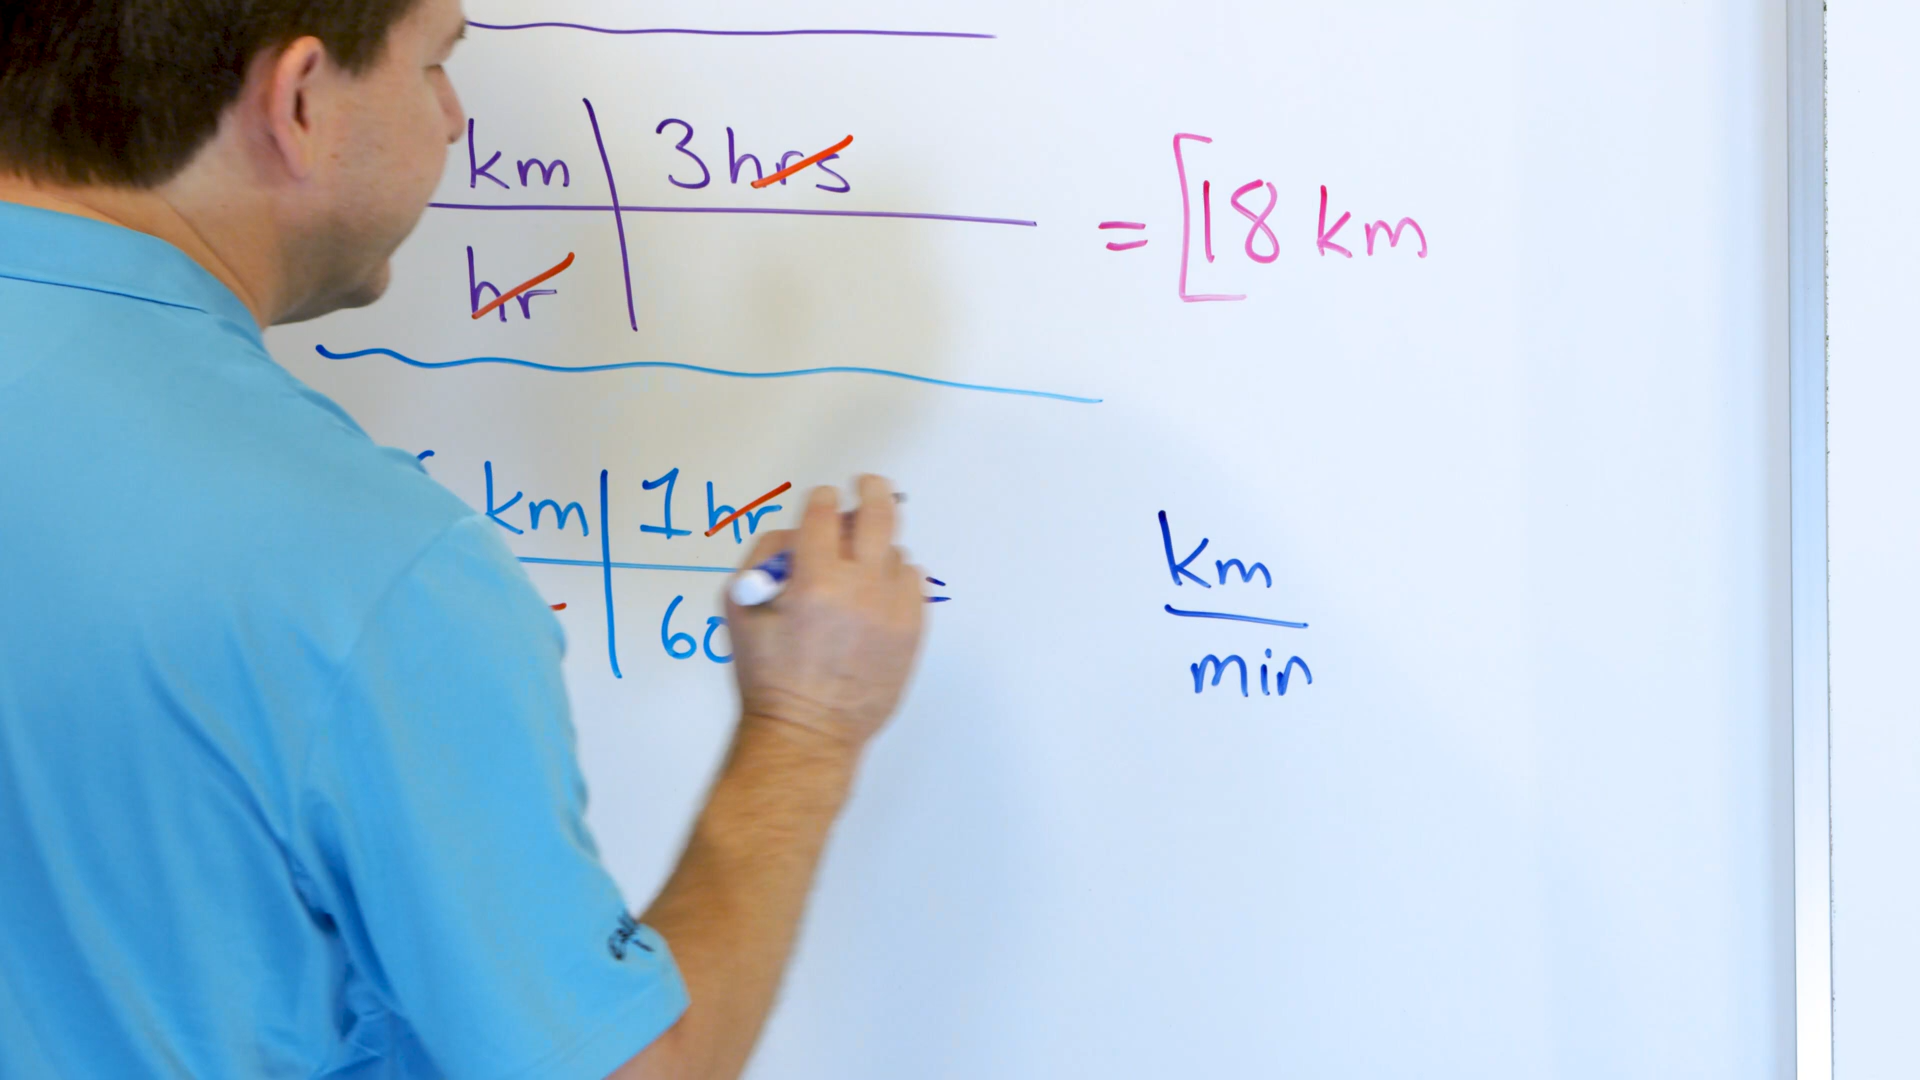 km 3 hrs
= [18 km
hr
km 1 hr
= km
60 min